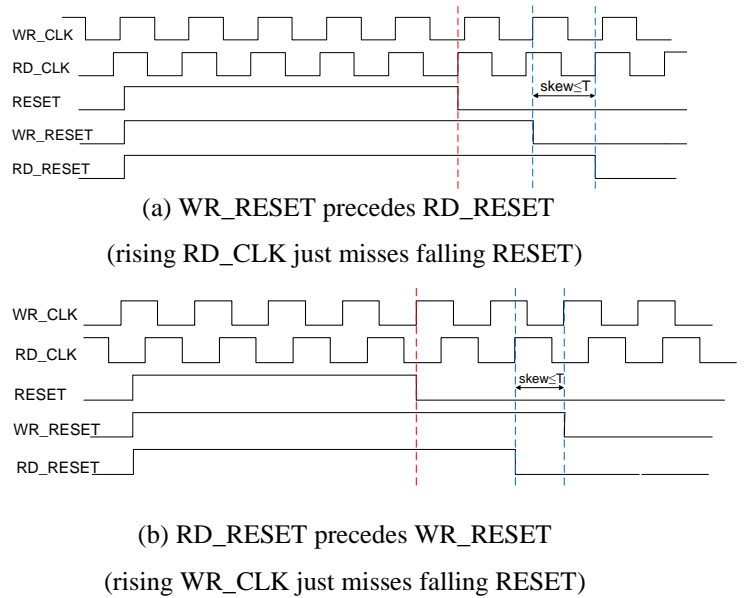 WR_CLK
RD_CLK
RESET
skew≤T
WR_RESET
RD_RESET
(a) WR_RESET precedes RD_RESET
(rising RD_CLK just misses falling RESET)
WR_CLK
RD_CLK
skew≤T
RESET
WR_RESET
RD_RESET
(b) RD_RESET precedes WR_RESET
(rising WR_CLK just misses falling RESET)